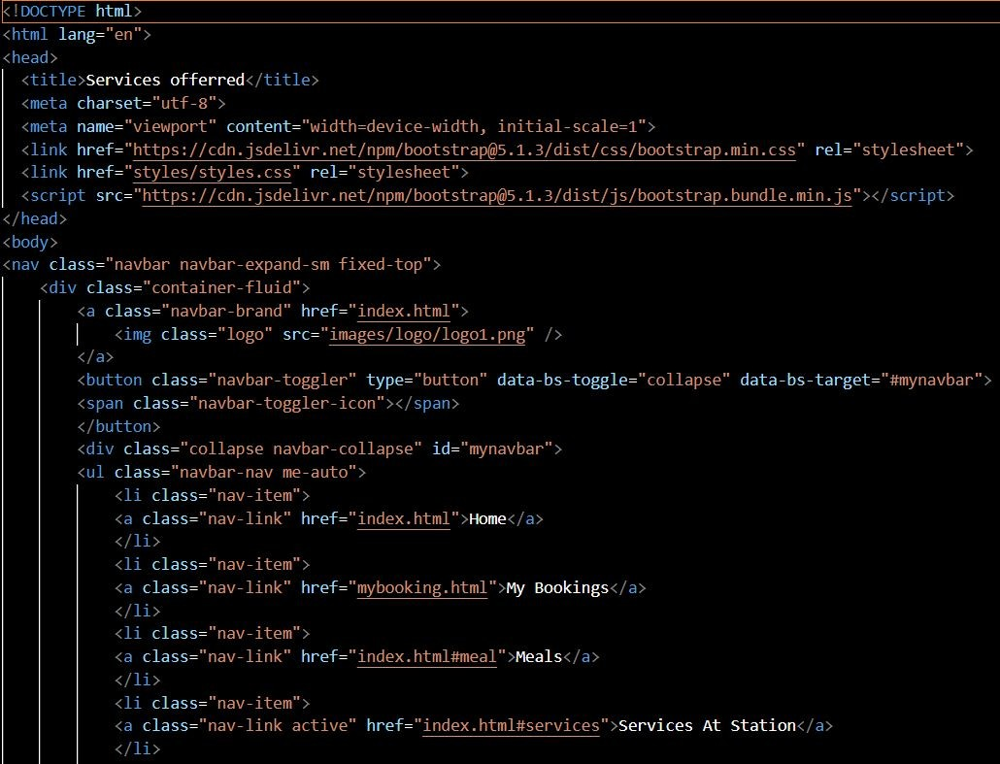 <!DOCTYPE html>
<html lang="en">
<head>
<title>Services offerred</title>
<meta charset="utf-8">
<meta name="viewport" content="width=device-width, initial-scale=1">
<link href="https://cdn.jsdelivr.net/npm/bootstrap@5.1.3/dist/css/bootstrap.min.css" rel="stylesheet">
<link href="styles/styles.css" rel="stylesheet">
<script src="https://cdn.jsdelivr.net/npm/bootstrap@5.1.3/dist/js/bootstrap.bundle.min.js"></script>
</head>
<body>
<nav class="navbar navbar-expand-sm fixed-top">
<div class="container-fluid">
<a class="navbar-brand" href="index.html">
<img class="logo" src="images/logo/logo1.png" />
</a>
<button class="navbar-toggler" type="button" data-bs-toggle="collapse" data-bs-target="#mynavbar">
<span class="navbar-toggler-icon"></span>
</button>
<div class="collapse navbar-collapse" id="mynavbar">
<ul class="navbar-nav me-auto">
<li class="nav-item">
<a class="nav-link" href="index.html">Home</a>
</li>
<li class="nav-item">
<a class="nav-link" href="mybooking.html">My Bookings</a>
</li>
<li class="nav-item">
<a class="nav-link" href="index.html#meal">Meals</a>
</li>
<li class="nav-item">
<a class="nav-link active" href="index.html#services">Services At Station</a>
</li>